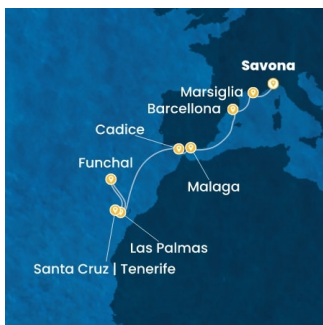 Savona
Marsiglia
Barcellona
Cadice
Funchal
Malaga
Las Palmas
Santa Cruz | Tenerife